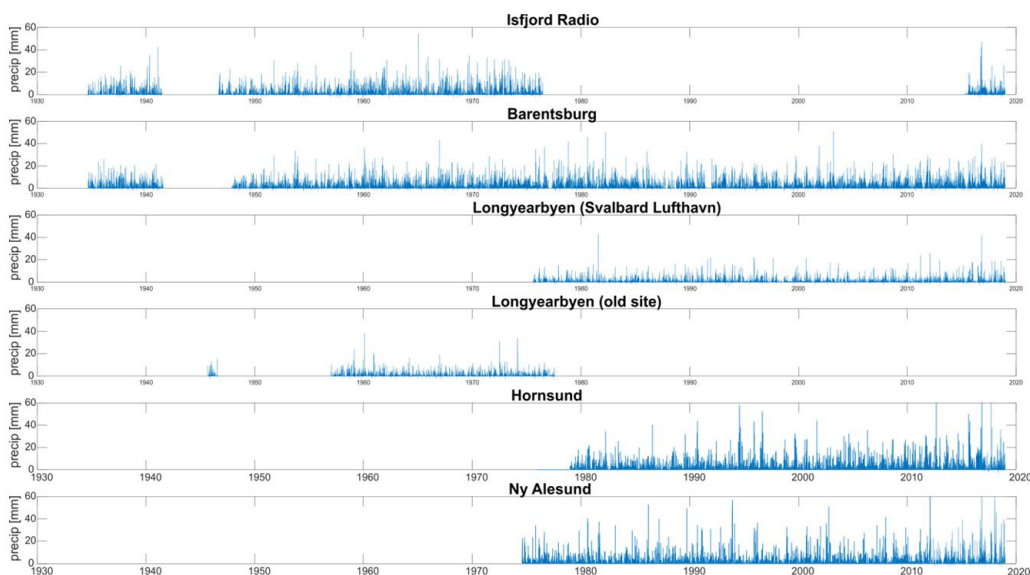 Isfjord Radio
precip [mm]
60
40
20
0
1930 1940 1950 1960 1970 1980 1990 2000 2010 2020
Barentsburg
precip [mm]
60
40
20
0
1930 1940 1950 1960 1970 1980 1990 2000 2010 2020
Longyearbyen (Svalbard Lufthavn)
precip [mm]
60
40
20
0
1930 1940 1950 1960 1970 1980 1990 2000 2010 2020
Longyearbyen (old site)
precip [mm]
60
40
20
0
1930 1940 1950 1960 1970 1980 1990 2000 2010 2020
Hornsund
precip [mm]
60
40
20
0
1930 1940 1950 1960 1970 1980 1990 2000 2010 2020
Ny Alesund
precip [mm]
60
40
20
0
1930 1940 1950 1960 1970 1980 1990 2000 2010 2020